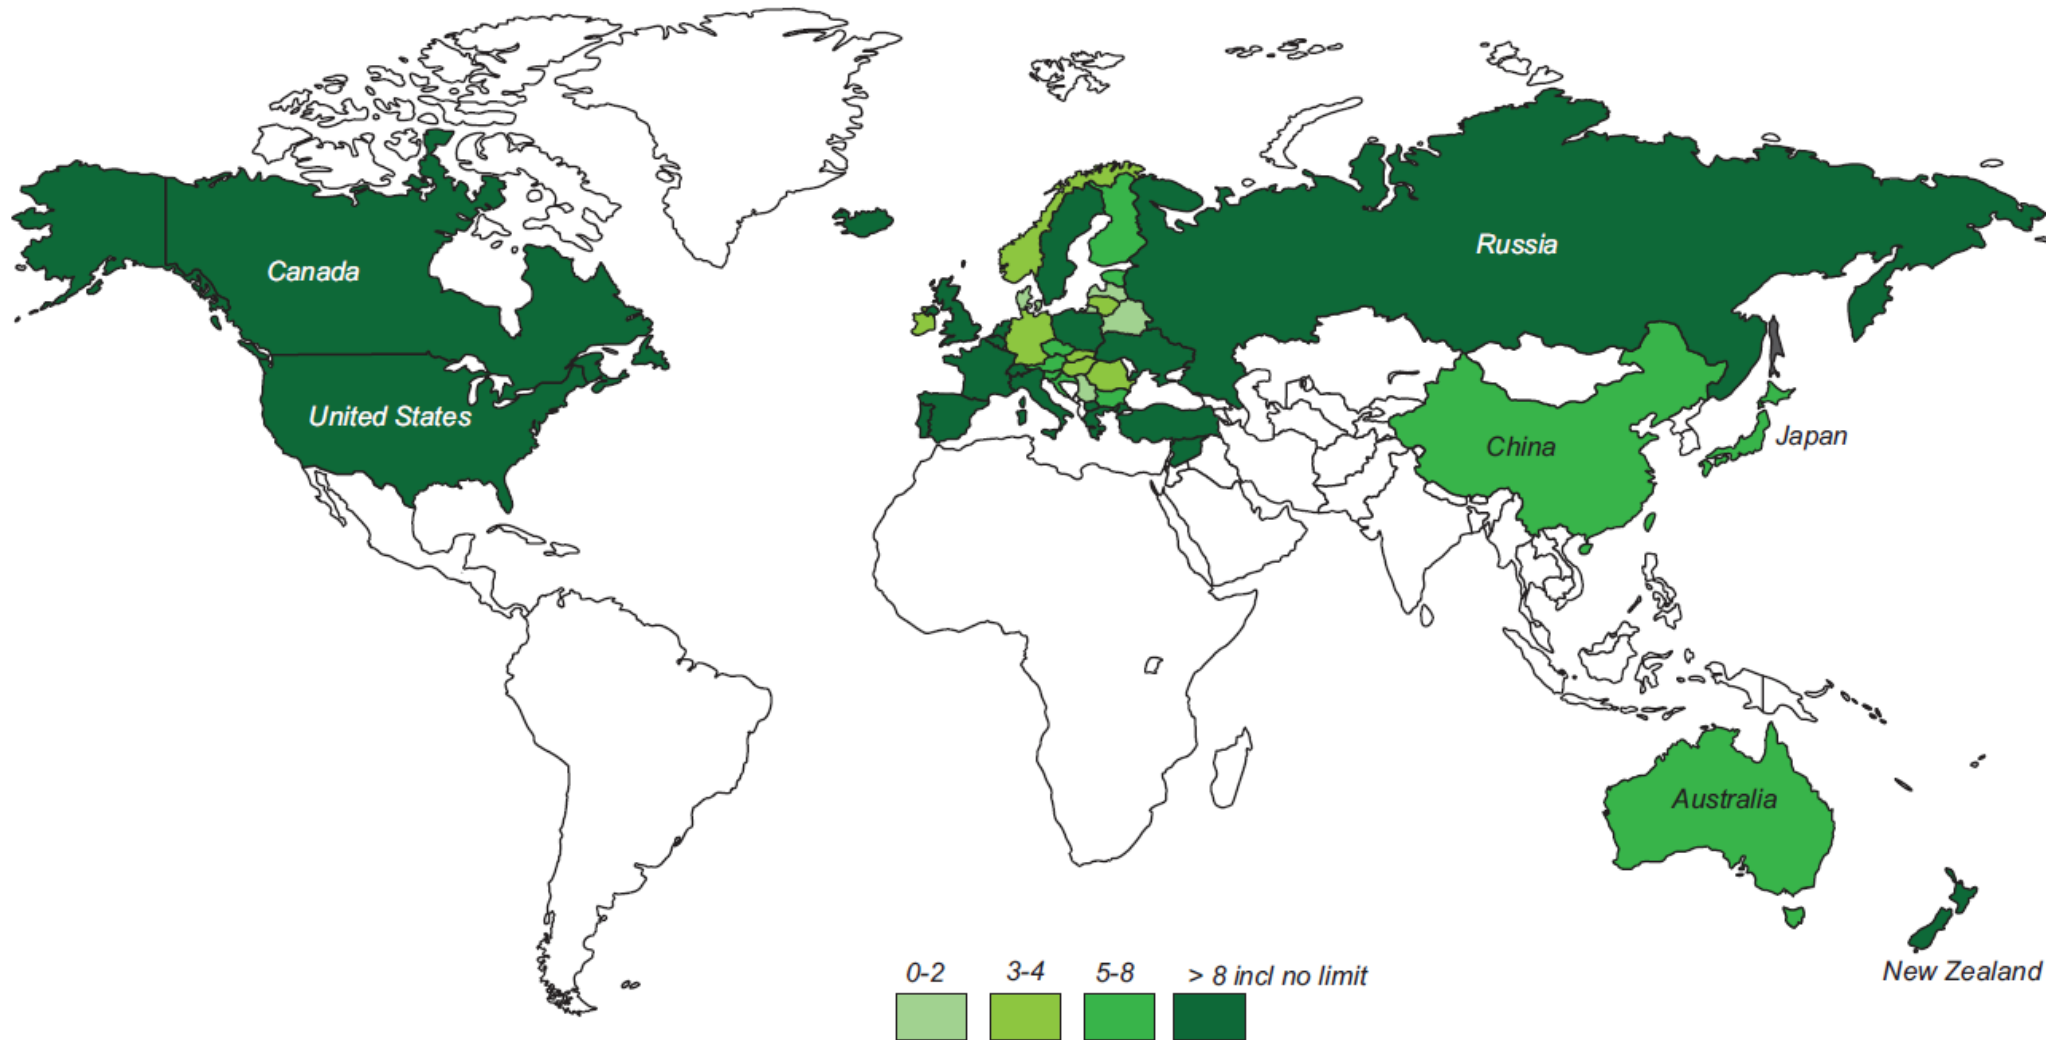 Canada
Russia
United States
China
Japan
Australia
New Zealand
0-2 3-4 5-8 > 8 incl no limit